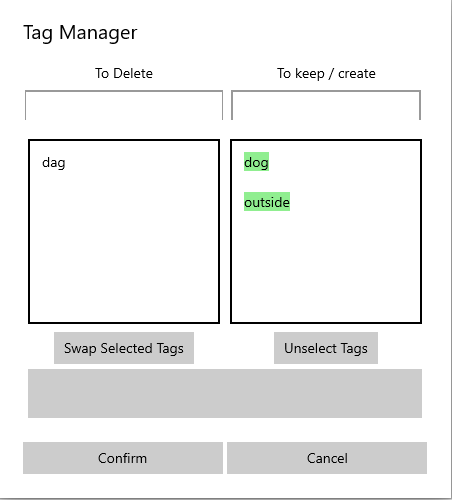 Tag Manager
To Delete
To keep / create
dag
dog
outside
Swap Selected Tags
Unselect Tags
Confirm
Cancel